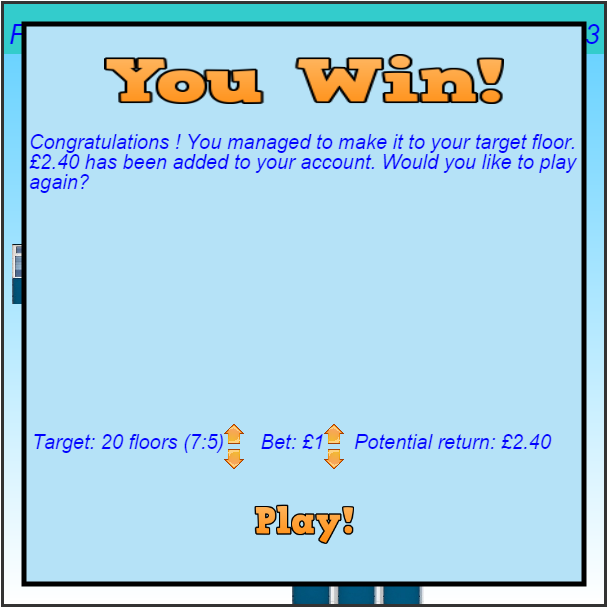 You Win!
Congratulations ! You managed to make it to your target floor.
£2.40 has been added to your account. Would you like to play
again?
Target: 20 floors (7:5) Bet: £1 Potential return: £2.40
Play!